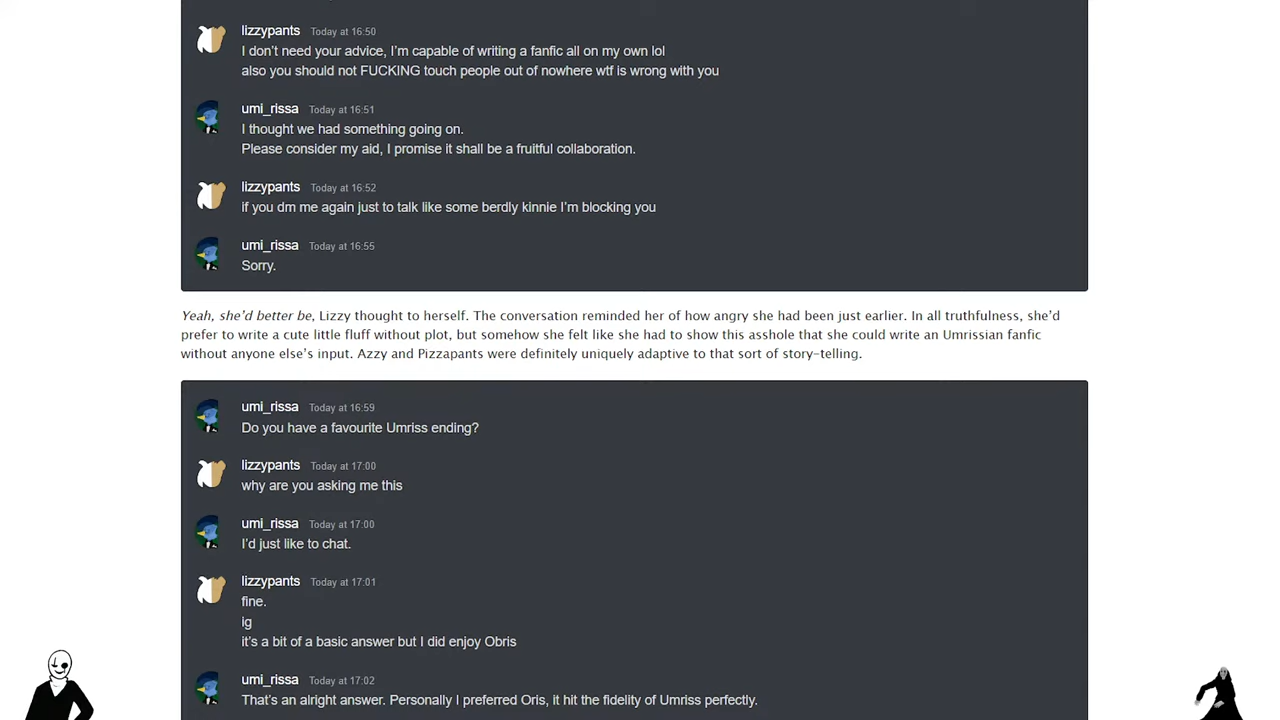 lizzypants Today at 16:50
I don't need your advice, I'm capable of writing a fanfic all on my own lol
also you should not FUCKING touch people out of nowhere wtf is wrong with you
umi_rissa Today at 16:51
I thought we had something going on.
Please consider my aid, I promise it shall be a fruitful collaboration.
lizzypants Today at 16:52
if you dm me again just to talk like some berdly kinnie I'm blocking you
umi_rissa Today at 16:55
Sorry.
Yeah, she'd better be, Lizzy thought to herself. The conversation reminded her of how angry she had been just earlier. In all truthfulness, she'd
prefer to write a cute little fluff without plot, but somehow she felt like she had to show this asshole that she could write an Umrissian fanfic
without anyone else's input. Azzy and Pizzapants were definitely uniquely adaptive to that sort of story-telling.
umi_rissa Today at 16:59
Do you have a favourite Umriss ending?
lizzypants Today at 17:00
why are you asking me this
umi_rissa Today at 17:00
I'd just like to chat.
lizzypants Today at 17:01
fine.
ig
it's a bit of a basic answer but I did enjoy Obris
umi_rissa Today at 17:02
That's an alright answer. Personally I preferred Oris, it hit the fidelity of Umriss perfectly.